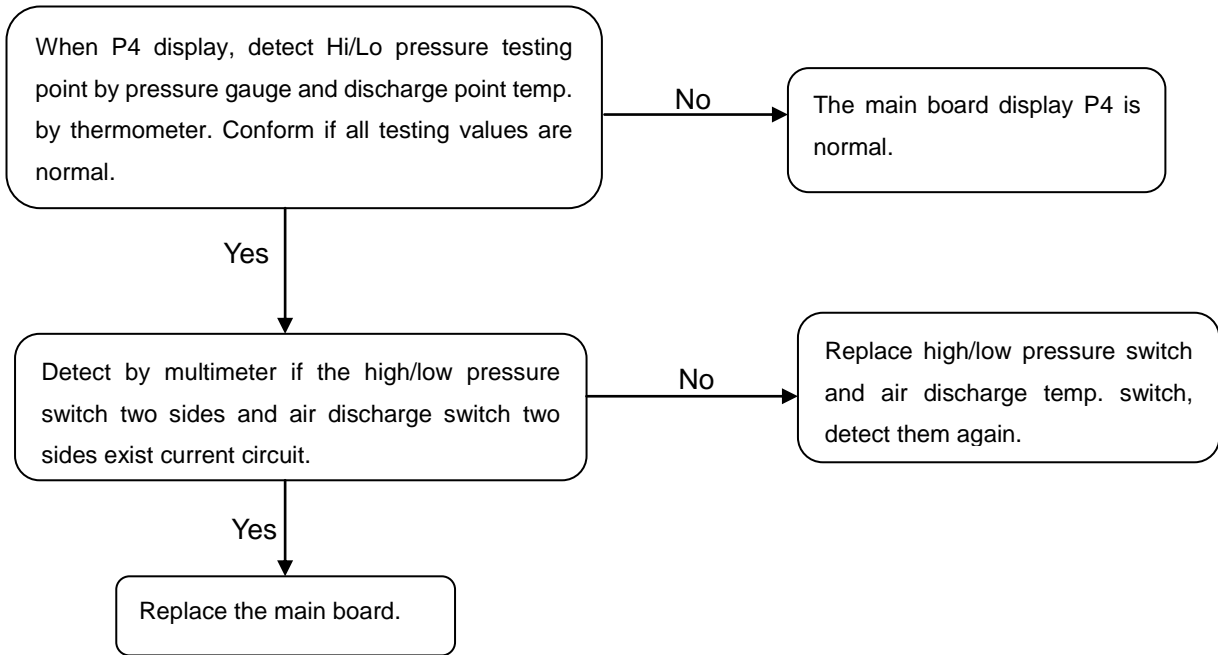 When P4 display, detect Hi/Lo pressure testing
point by pressure gauge and discharge point temp.
by thermometer. Conform if all testing values are
normal.
No
The main board display P4 is
normal.
Yes
Detect by multimeter if the high/low pressure
switch two sides and air discharge switch two
sides exist current circuit.
No
Replace high/low pressure switch
and air discharge temp. switch,
detect them again.
Yes
Replace the main board.